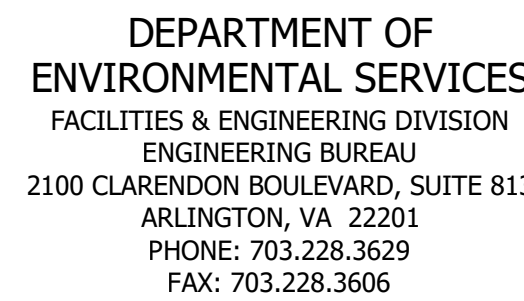 DEPARTMENT OF
ENVIRONMENTAL SERVICES
FACILITIES & ENGINEERING DIVISION
ENGINEERING BUREAU
2100 CLARENDON BOULEVARD, SUITE 813
ARLINGTON, VA 22201
PHONE: 703.228.3629
FAX: 703.228.3606